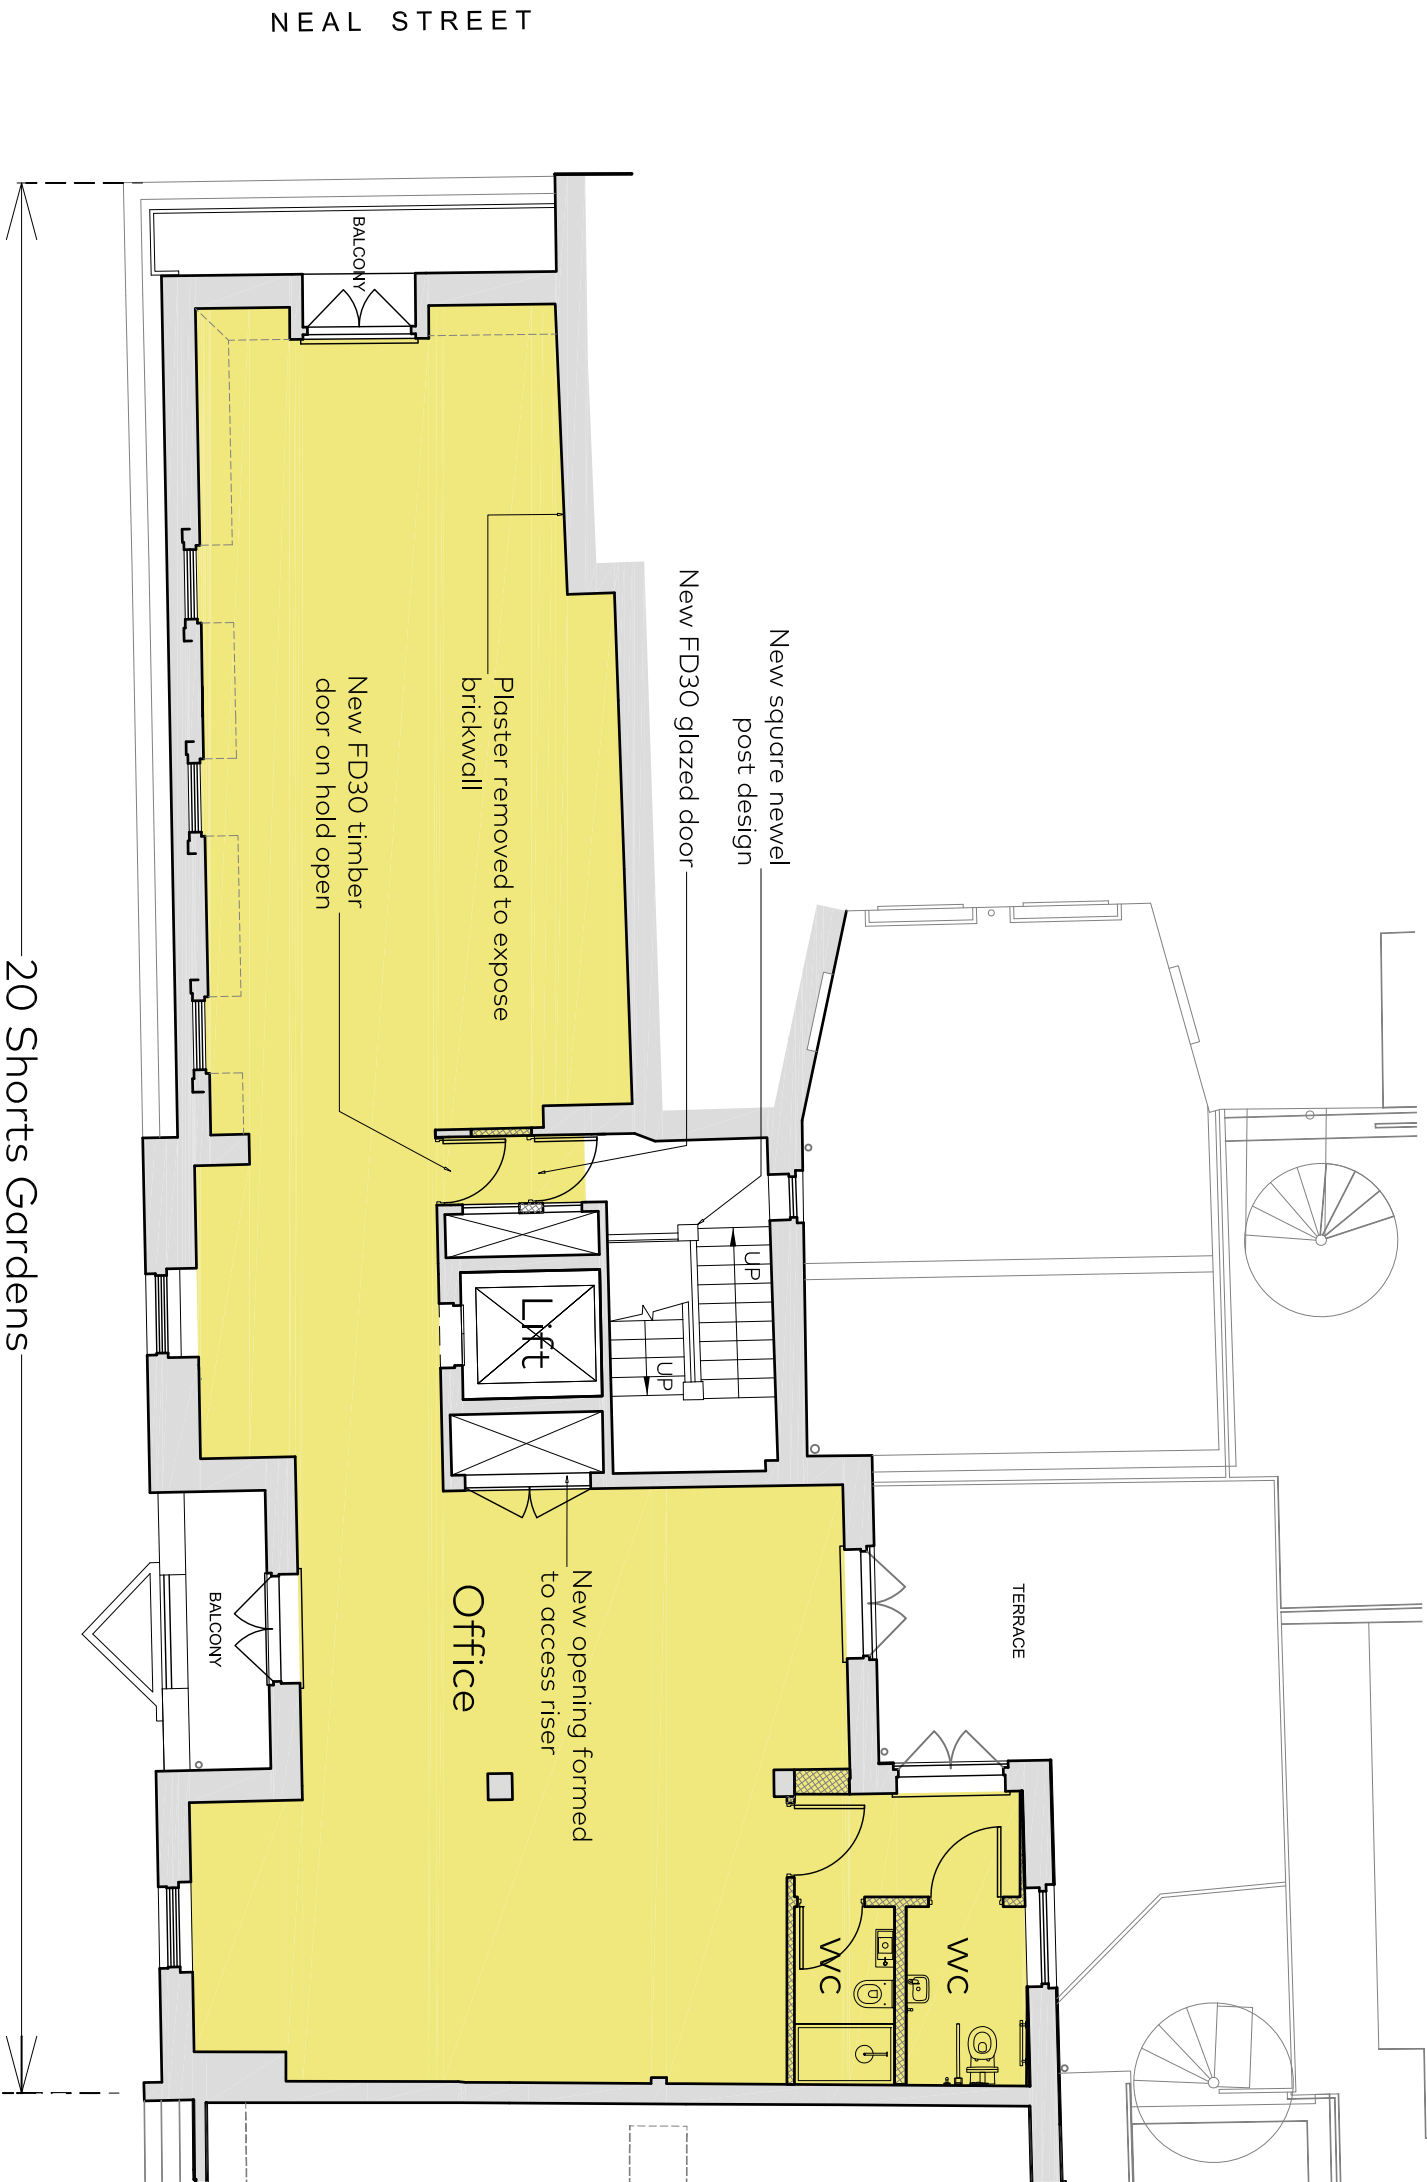 NEAL STREET
BALCONY
New square newel
post design
New FD30 glazed door
Plaster removed to expose
brickwall
New FD30 timber
door on hold open
20 Shorts Gardens
UP
UP
Lift
New opening formed
to access riser
Office
TERRACE
BALCONY
WC
WC